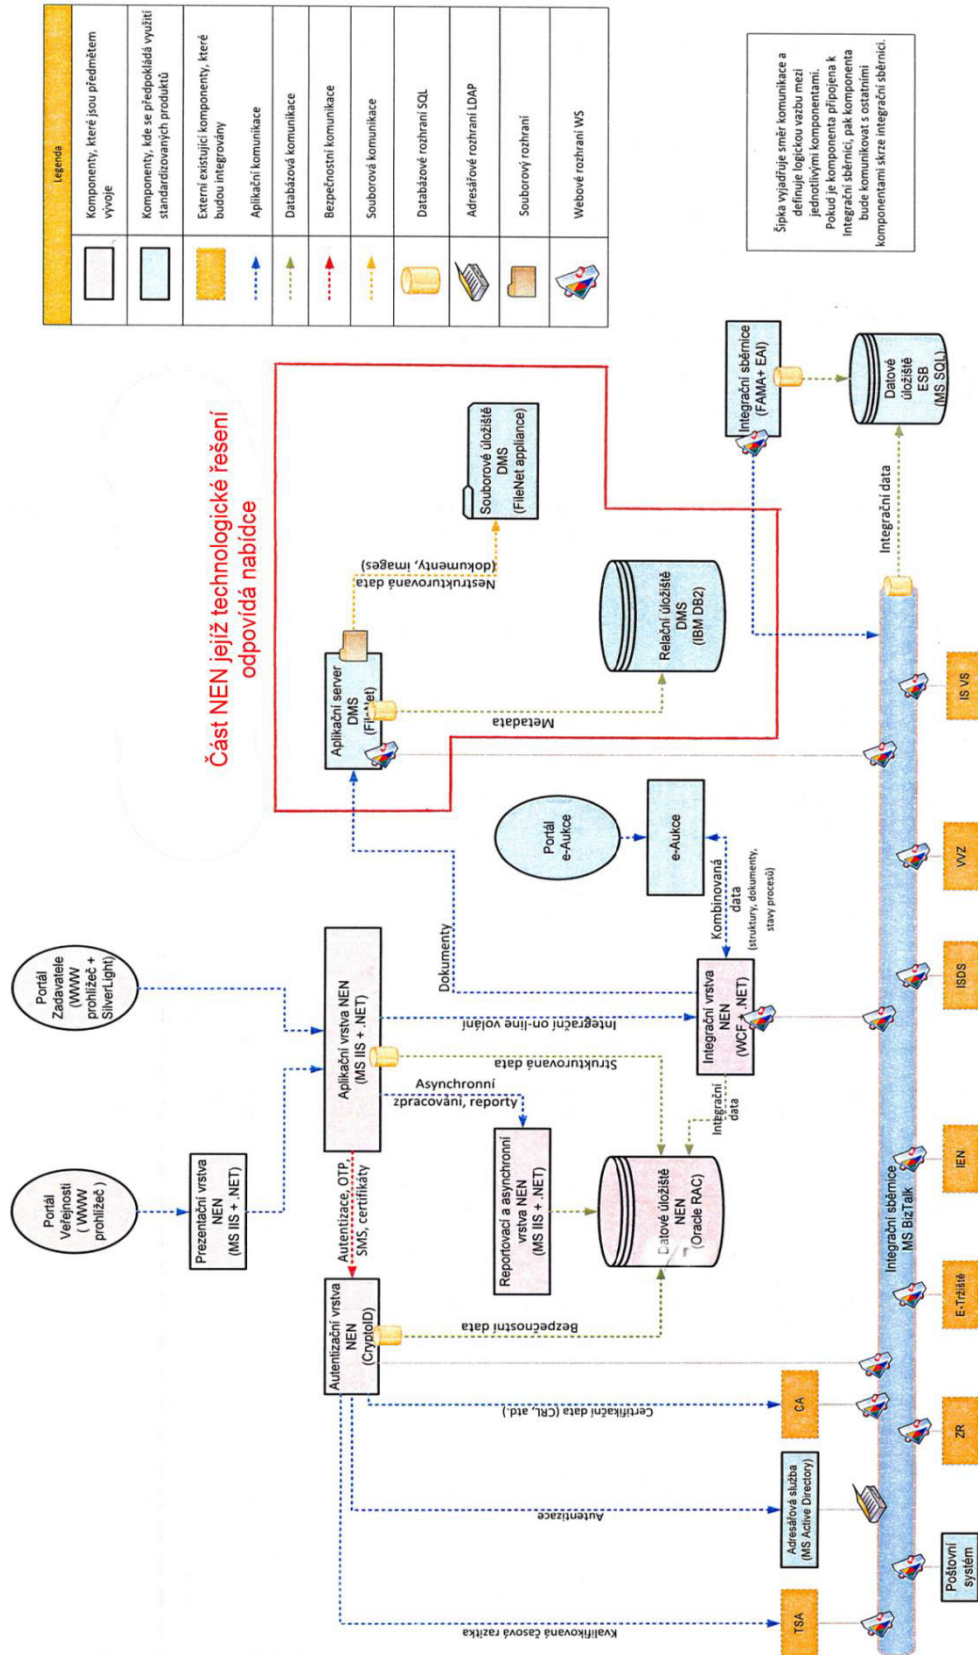 Část NEN jejíž technologické řešení
odpovídá nabídce
Portál
Veřejnosti
( WWW
prohlížeč )
Portál
Zadavatele
(WWW
prohlížeč +
SilverLight)
Prezentační vrstva
NEN
(MS IIS + .NET)
Autentizační vrstva
NEN
(CryptoID)
Autentizace, OTP,
SMS, certifikáty
Aplikační vrstva NEN
(MS IIS + .NET)
Aplikační server
DMS
(FileNet)
Nestrukturovaná data
(dokumenty, images)
Souborové úložiště
DMS
(FileNet appliance)
Metadata
Relační úložiště
DMS
(IBM DB2)
Kvalifikovaná časová razítka
Autentizace
Certifikační data (CRL, atd.)
Bezpečnostní data
Asynchronní
zpracování, reporty
Strukturovaná data
Integrační on-line volání
Dokumenty
Reportovací a asynchronní
vrstva NEN
(MS IIS + .NET)
Portál
e-Aukce
e-Aukce
Datové úložiště
NEN
(Oracle RAC)
Integrační
data
Integrační vrstva
NEN
(WCF + .NET)
Kombinovaná
data
(struktury, dokumenty,
stavy procesů)
Integrační sběrnice
(FAMA+ EAI)
Integrační data
Datové
úložiště
ESB
(MS SQL)
TSA
Adresářová služba
(MS Active Directory)
CA
Integrační sběrnice
MS BizTalk
Poštovní
systém
ZR
E-Tržiště
IEN
ISDS
VVZ
IS VS
Legenda
Komponenty, které jsou předmětem
vývoje
Komponenty, kde se předpokládá využití
standardizovaných produktů
Externí existující komponenty, které
budou integrovány
Aplikační komunikace
Databázová komunikace
Bezpečnostní komunikace
Souborová komunikace
Databázové rozhraní SQL
Adresářové rozhraní LDAP
Souborový rozhraní
Webové rozhraní WS
Šipka vyjadřuje směr komunikace a
definuje logickou vazbu mezi
jednotlivými komponentami.
Pokud je komponenta připojena k
Integrační sběrnici, pak komponenta
bude komunikovat s ostatními
komponentami skrze integrační sběrnici.